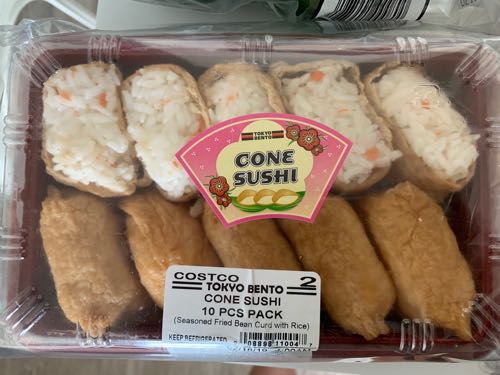 TOKYO
BENTO
CONE
SUSHI
COSTCO 2
TOKYO BENTO
CONE SUSHI
10 PCS PACK
(Seasoned Fried Bean Curd with Rice)
KEEP REFRIGERATED